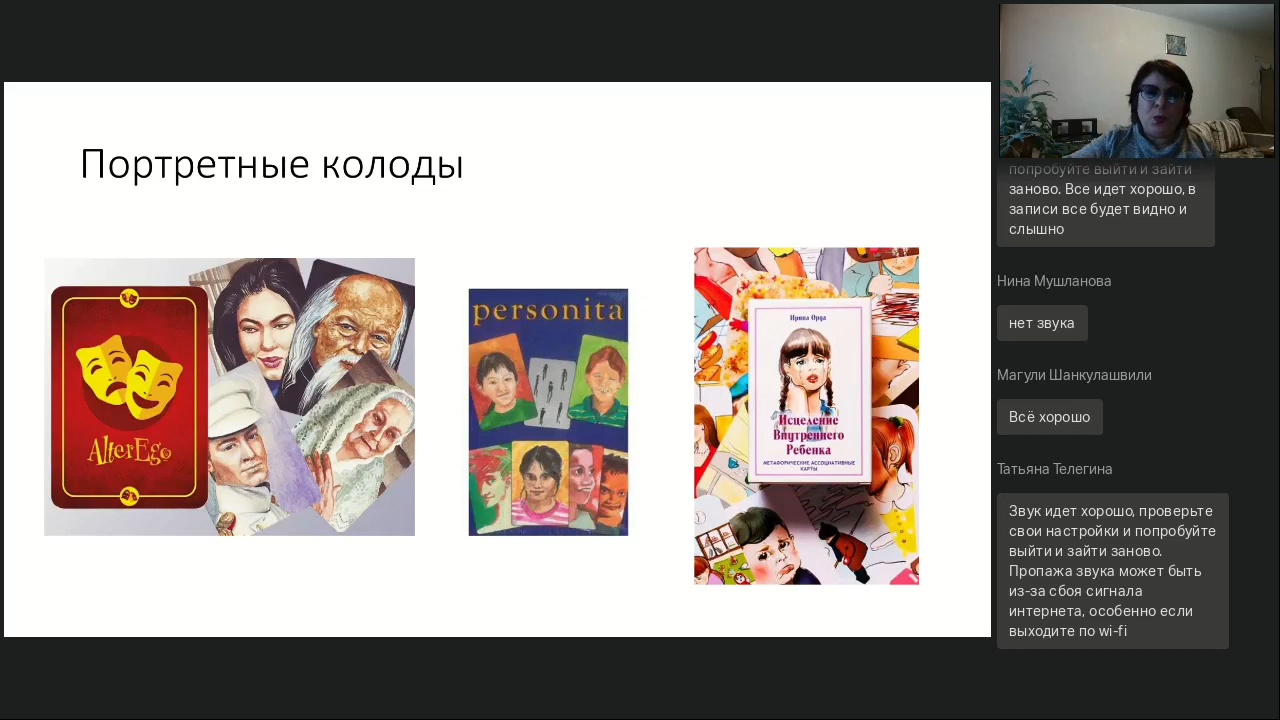 Портретные колоды
AlterEgo
personita
Ирина Орда
Исцеление
Внутреннего
Ребенка
МЕТАФОРИЧЕСКИЕ АССОЦИАТИВНЫЕ
КАРТЫ
попробуйте выйти и зайти
заново. Все идет хорошо, в
записи все будет видно и
слышно
Нина Мушланова
нет звука
Магули Шанкулашвили
Всё хорошо
Татьяна Телегина
Звук идет хорошо, проверьте
свои настройки и попробуйте
выйти и зайти заново.
Пропажа звука может быть
из-за сбоя сигнала
интернета, особенно если
выходите по wi-fi